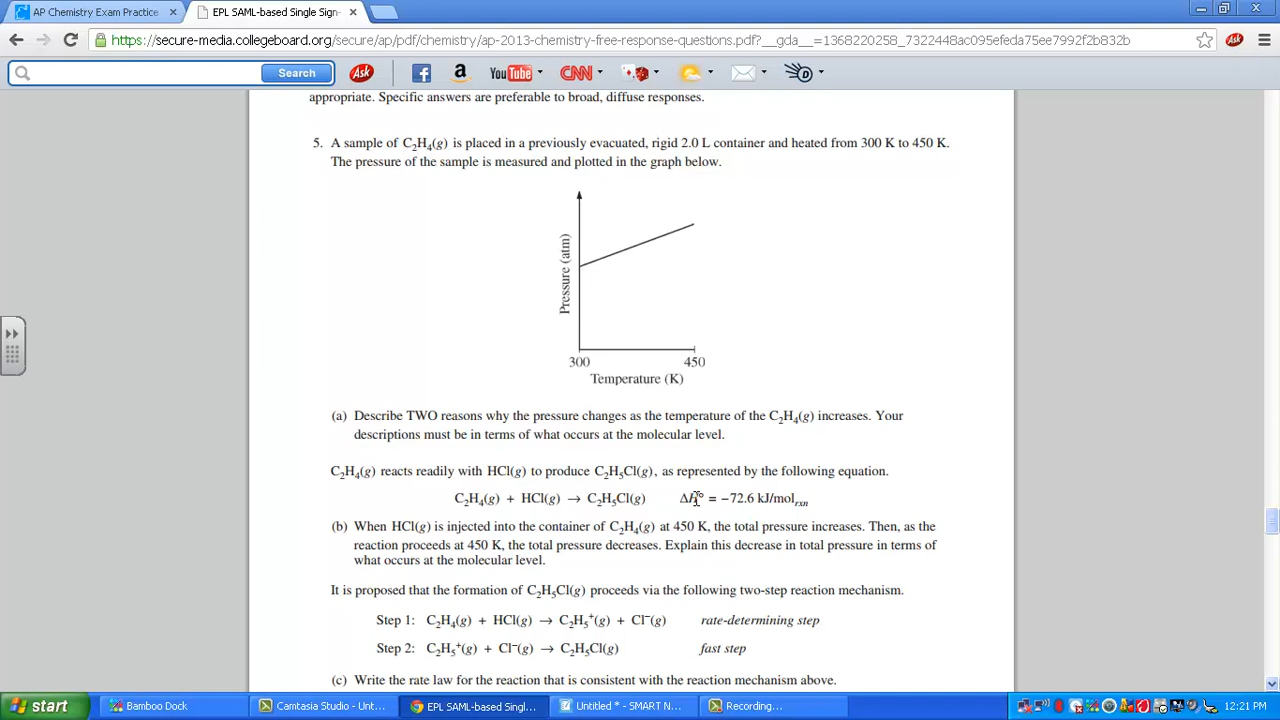 AP Chemistry Exam Practice
EPL SAML-based Single Sign-
https://secure-media.collegeboard.org/secure/ap/pdf/chemistry/ap-2013-chemistry-free-response-questions.pdf?__gda__=1368220258_7322448ac095efeda75ee7992f2b832b
Ask
Search Ask YouTube CNN
appropriate. Specific answers are preferable to broad, diffuse responses.
5. A sample of C₂H₄(g) is placed in a previously evacuated, rigid 2.0 L container and heated from 300 K to 450 K.
The pressure of the sample is measured and plotted in the graph below.
Pressure (atm)
300 450
Temperature (K)
(a) Describe TWO reasons why the pressure changes as the temperature of the C₂H₄(g) increases. Your
descriptions must be in terms of what occurs at the molecular level.
C₂H₄(g) reacts readily with HCl(g) to produce C₂H₅Cl(g), as represented by the following equation.
C₂H₄(g) + HCl(g) → C₂H₅Cl(g) ΔH° = −72.6 kJ/molrxn
(b) When HCl(g) is injected into the container of C₂H₄(g) at 450 K, the total pressure increases. Then, as the
reaction proceeds at 450 K, the total pressure decreases. Explain this decrease in total pressure in terms of
what occurs at the molecular level.
It is proposed that the formation of C₂H₅Cl(g) proceeds via the following two-step reaction mechanism.
Step 1: C₂H₄(g) + HCl(g) → C₂H₅⁺(g) + Cl⁻(g) rate-determining step
Step 2: C₂H₅⁺(g) + Cl⁻(g) → C₂H₅Cl(g) fast step
(c) Write the rate law for the reaction that is consistent with the reaction mechanism above.
start Bamboo Dock Camtasia Studio - Unt... EPL SAML-based Singl... Untitled * - SMART N... Recording... 12:21 PM